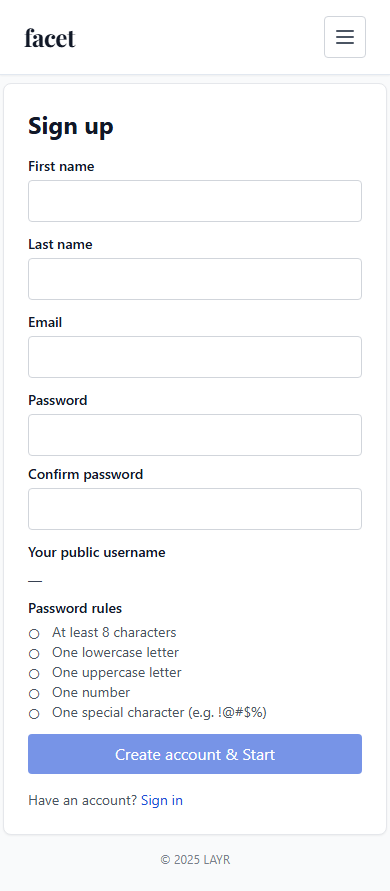 facet
Sign up
First name
Last name
Email
Password
Confirm password
Your public username
—
Password rules
At least 8 characters
One lowercase letter
One uppercase letter
One number
One special character (e.g. !@#$%)
Create account & Start
Have an account? Sign in
© 2025 LAYR